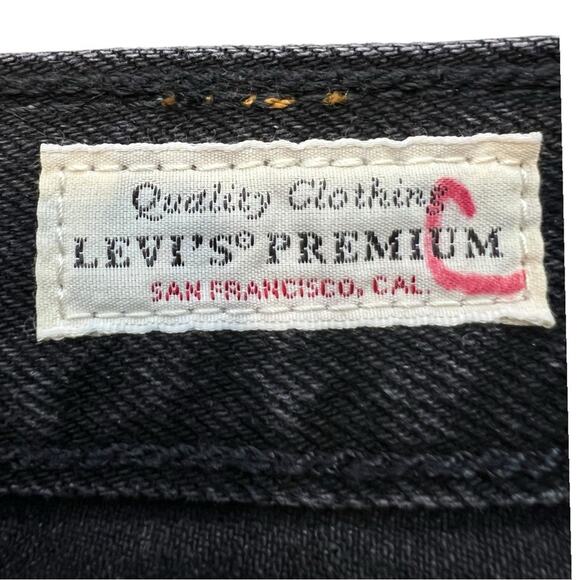 Quality Clothing
LEVI'S® PREMIUM
SAN FRANCISCO, CAL.
C